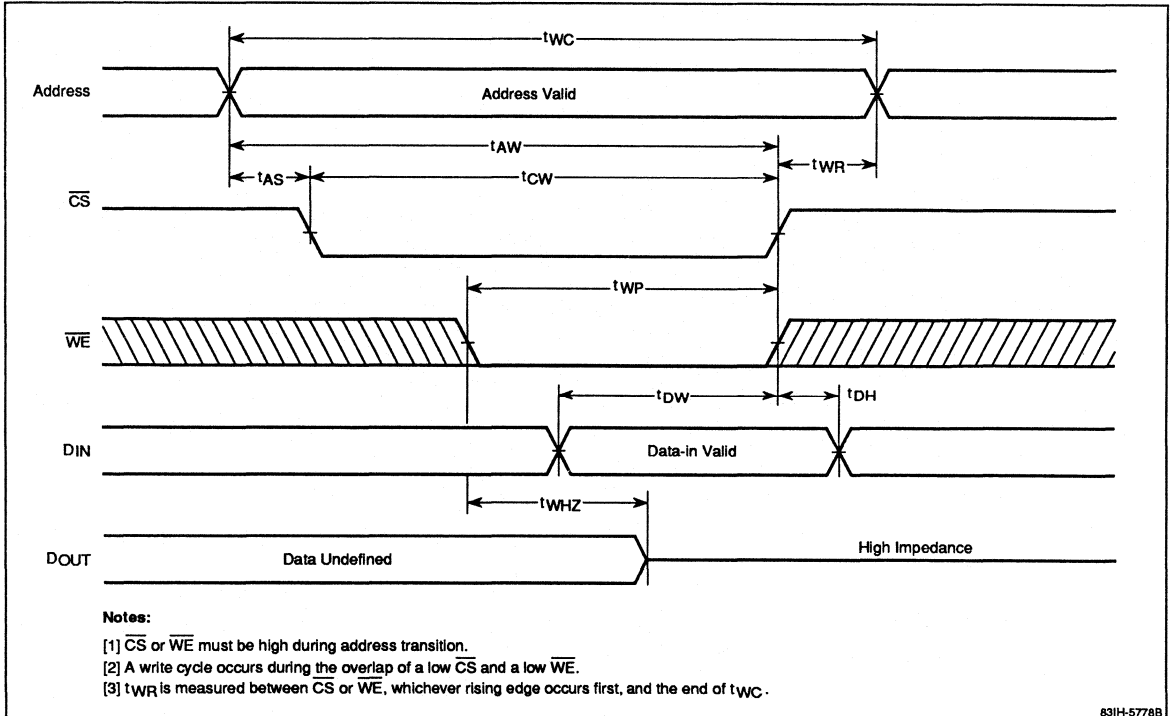 tWC
Address
Address Valid
tAW
tAS
tCW
tWR
CS
tWP
WE
tDW
tDH
DIN
Data-in Valid
tWHZ
DOUT
Data Undefined
High Impedance
Notes:
[1] CS or WE must be high during address transition.
[2] A write cycle occurs during the overlap of a low CS and a low WE.
[3] tWR is measured between CS or WE, whichever rising edge occurs first, and the end of tWC.
83IH-5778B